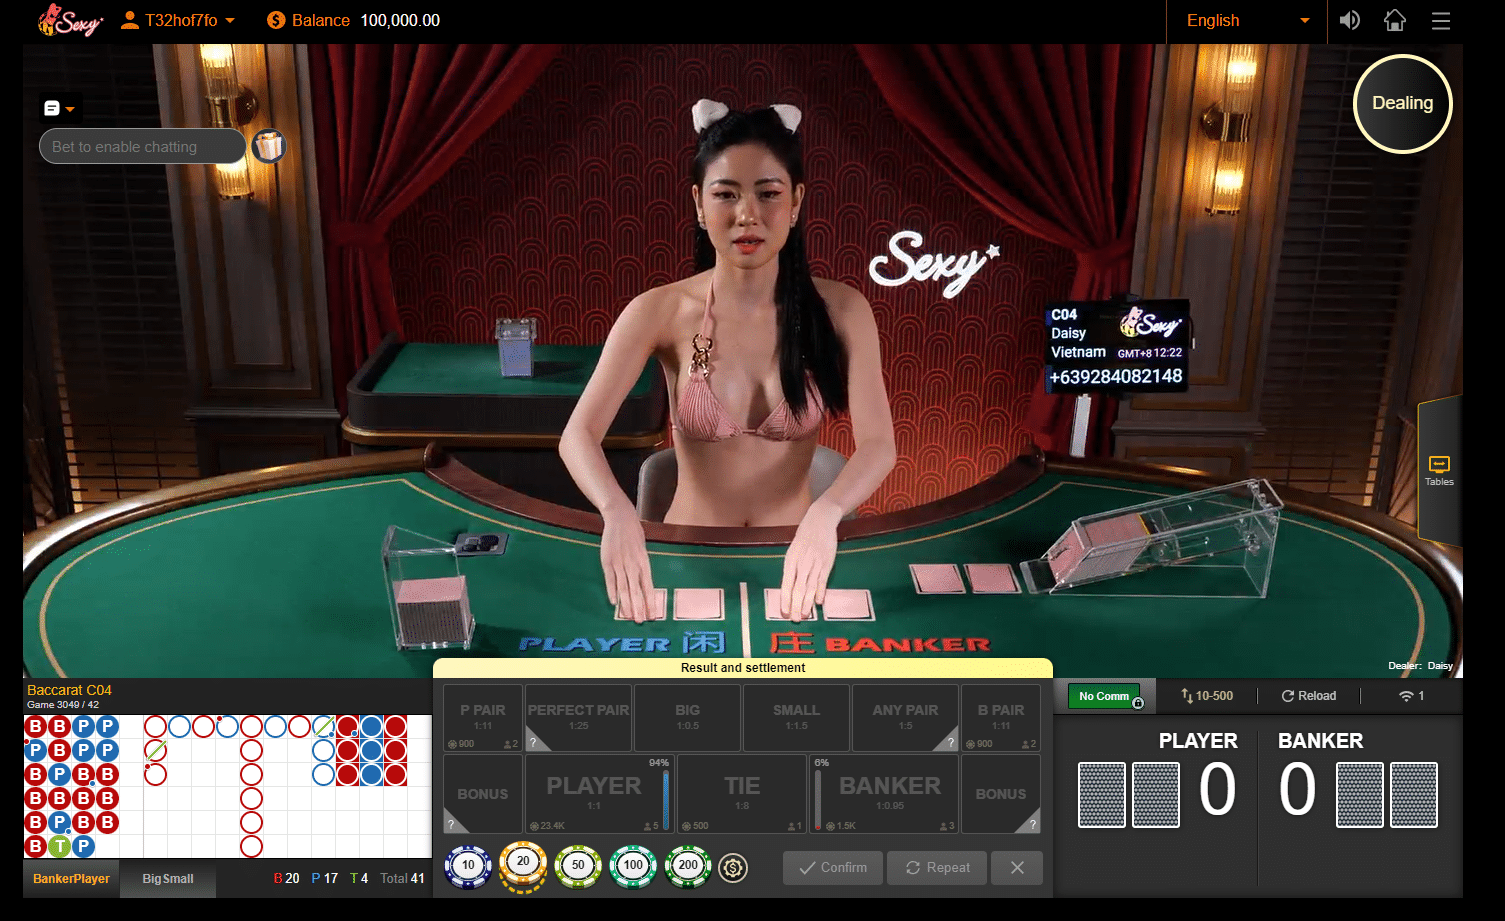 Sexy
T32hof7fo
$ Balance 100,000.00
English
Dealing
Bet to enable chatting
Sexy
C04
Sexy
Daisy
Vietnam GMT+8 12:22
+639284082148
Tables
PLAYER 闲
庄 BANKER
Dealer: Daisy
Result and settlement
Baccarat C04
Game 3049 / 42
B B P P
P B P P
B P B B
B B B B
B P B B
B T P
BankerPlayer
BigSmall
B 20 P 17 T 4 Total 41
P PAIR
1:11
900 2
PERFECT PAIR
1:25
?
BIG
1:0.5
SMALL
1:1.5
ANY PAIR
1:5
?
B PAIR
1:11
900 2
BONUS
?
94%
PLAYER
1:1
23.4K 5
TIE
1:8
500 1
6%
BANKER
1:0.95
1.5K 3
BONUS
?
10
20
50
100
200
$
Confirm
Repeat
No Comm
10-500
Reload
1
PLAYER
BANKER
0
0